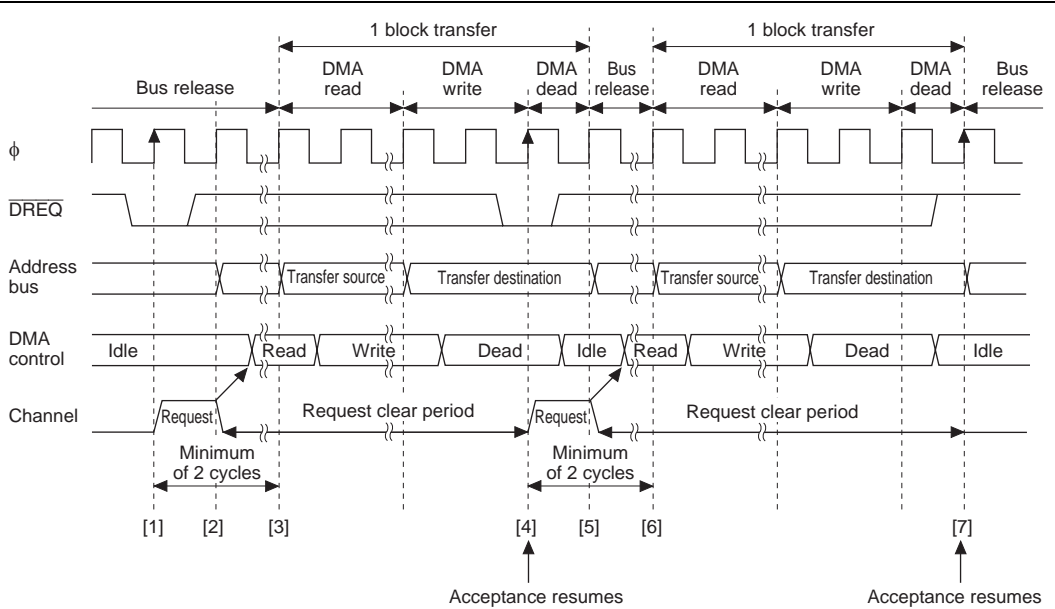 1 block transfer 1 block transfer
Bus release DMA read DMA write DMA dead Bus release DMA read DMA write DMA dead Bus release
ϕ
DREQ
Address bus Transfer source Transfer destination Transfer source Transfer destination
DMA control Idle Read Write Dead Idle Read Write Dead Idle
Channel Request Request clear period Request Request clear period
Minimum of 2 cycles Minimum of 2 cycles
[1] [2] [3] [4] [5] [6] [7]
Acceptance resumes Acceptance resumes